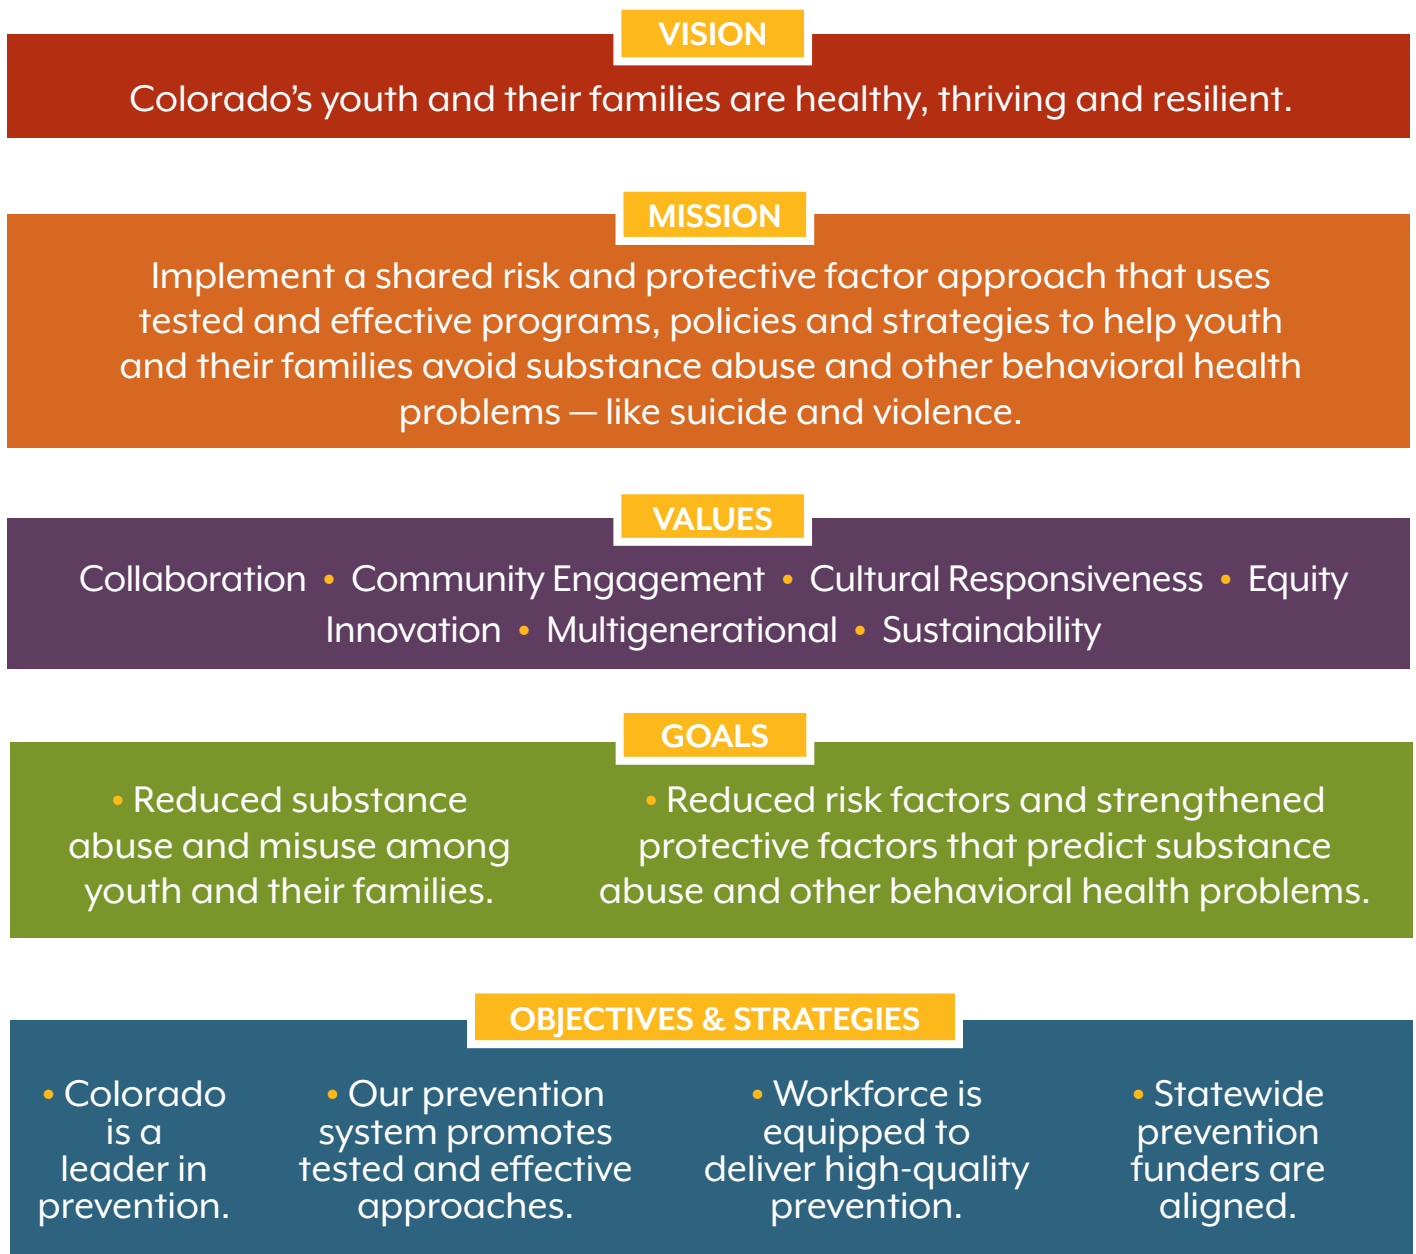 VISION
Colorado’s youth and their families are healthy, thriving and resilient.
MISSION
Implement a shared risk and protective factor approach that uses
tested and effective programs, policies and strategies to help youth
and their families avoid substance abuse and other behavioral health
problems — like suicide and violence.
VALUES
Collaboration • Community Engagement • Cultural Responsiveness • Equity
Innovation • Multigenerational • Sustainability
GOALS
• Reduced substance
abuse and misuse among
youth and their families.
• Reduced risk factors and strengthened
protective factors that predict substance
abuse and other behavioral health problems.
OBJECTIVES & STRATEGIES
• Colorado
is a
leader in
prevention.
• Our prevention
system promotes
tested and effective
approaches.
• Workforce is
equipped to
deliver high-quality
prevention.
• Statewide
prevention
funders are
aligned.